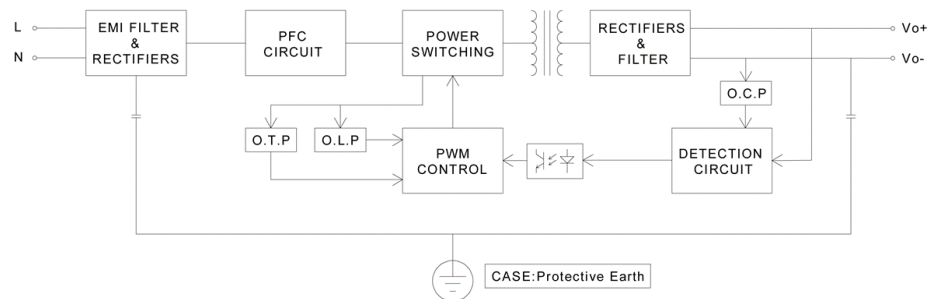 L
N
EMI FILTER
&
RECTIFIERS
PFC
CIRCUIT
POWER
SWITCHING
RECTIFIERS
&
FILTER
Vo+
Vo-
O.C.P
O.T.P
O.L.P
PWM
CONTROL
DETECTION
CIRCUIT
CASE:Protective Earth